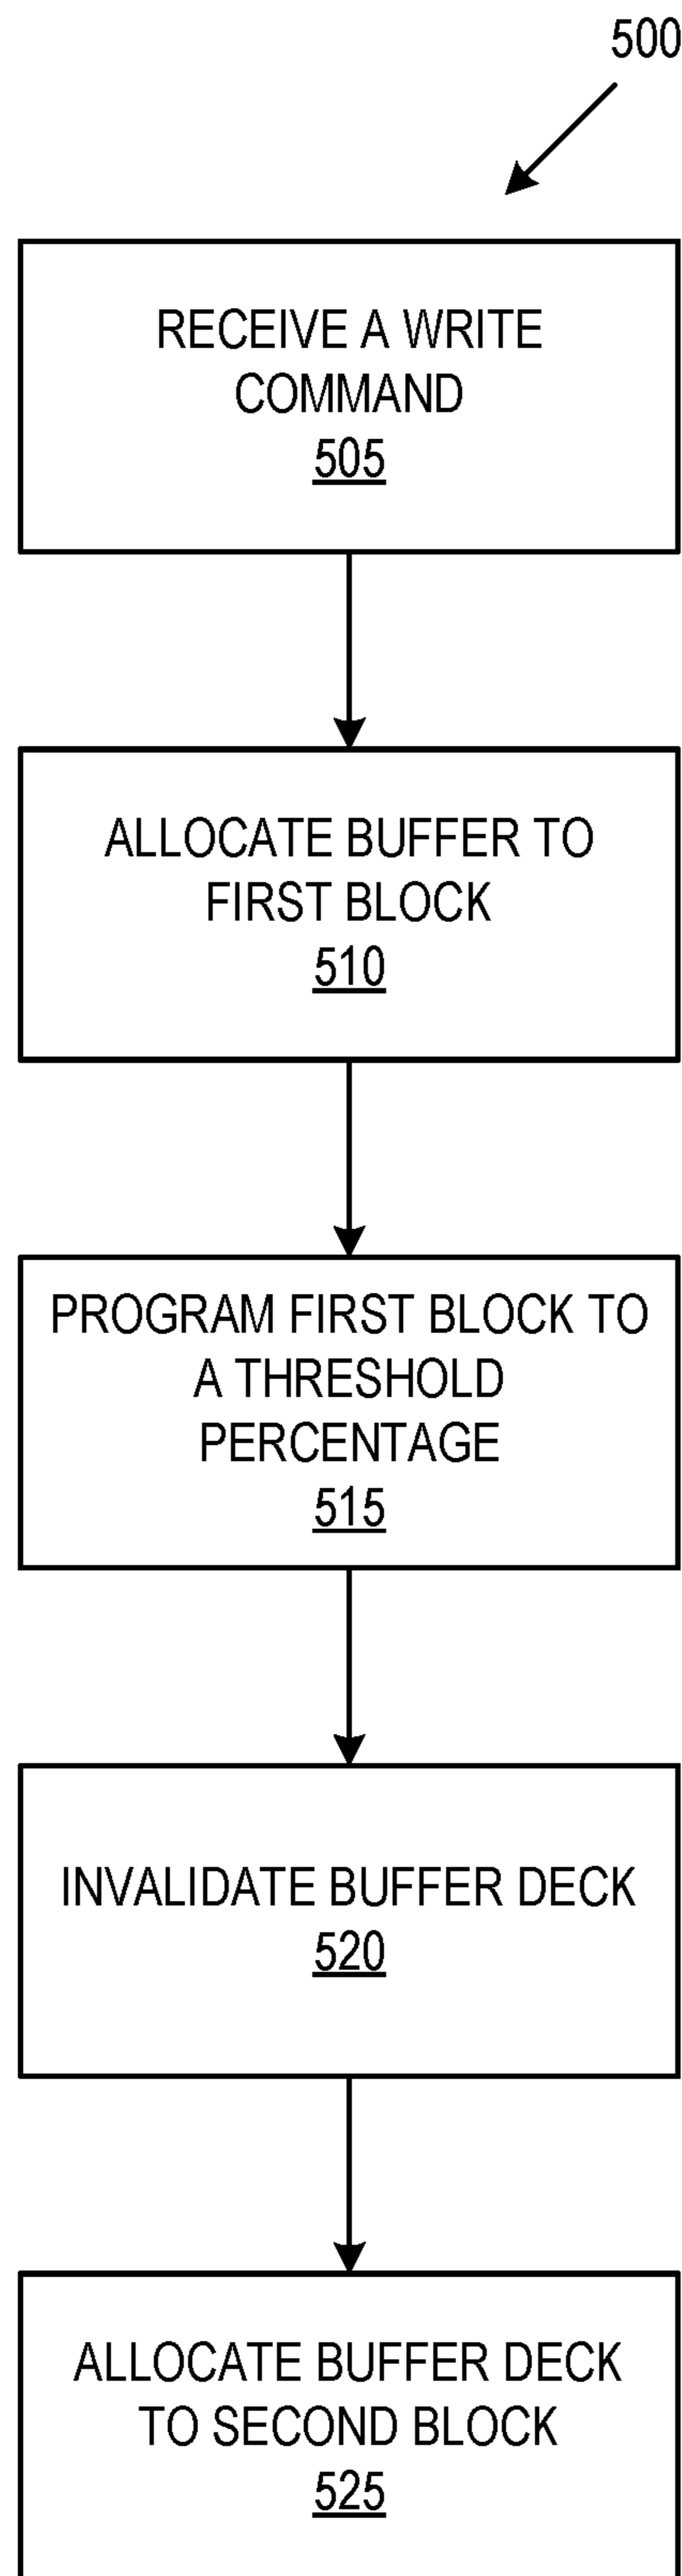 500
RECEIVE A WRITE
COMMAND
505
ALLOCATE BUFFER TO
FIRST BLOCK
510
PROGRAM FIRST BLOCK TO
A THRESHOLD
PERCENTAGE
515
INVALIDATE BUFFER DECK
520
ALLOCATE BUFFER DECK
TO SECOND BLOCK
525